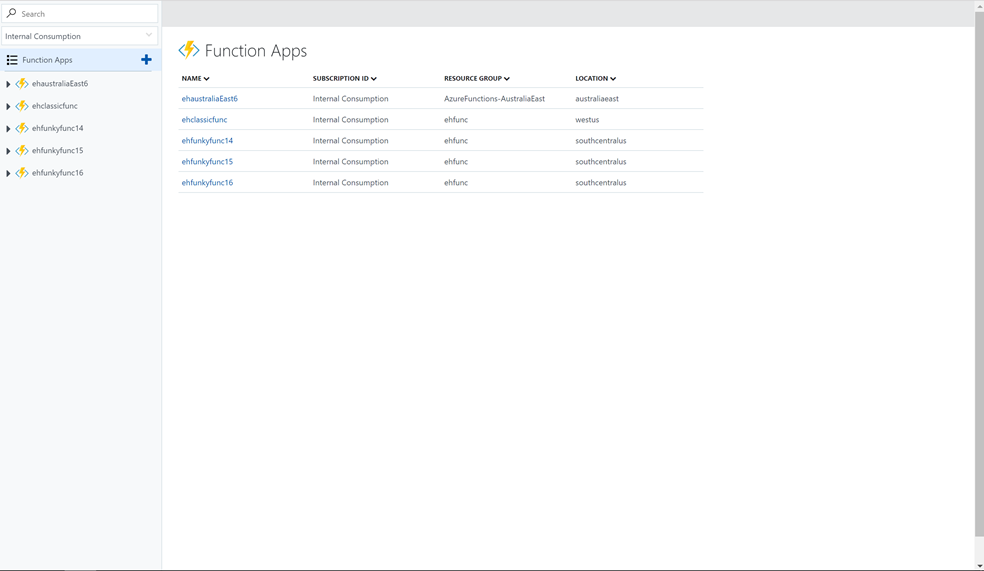 Search
Internal Consumption
Function Apps
ehaustraliaEast6
ehclassicfunc
ehfunkyfunc14
ehfunkyfunc15
ehfunkyfunc16
Function Apps
NAME SUBSCRIPTION ID RESOURCE GROUP LOCATION
ehaustraliaEast6 Internal Consumption AzureFunctions-AustraliaEast australiaeast
ehclassicfunc Internal Consumption ehfunc westus
ehfunkyfunc14 Internal Consumption ehfunc southcentralus
ehfunkyfunc15 Internal Consumption ehfunc southcentralus
ehfunkyfunc16 Internal Consumption ehfunc southcentralus